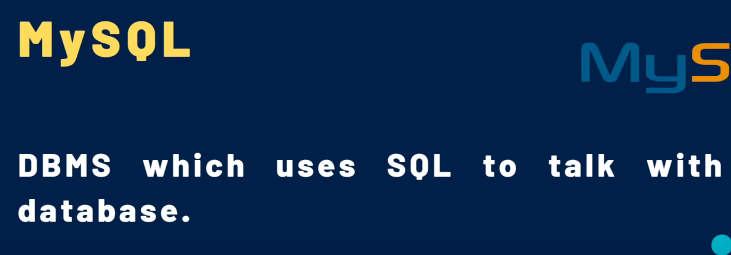 MySQL
MyS
DBMS which uses SQL to talk with
database.